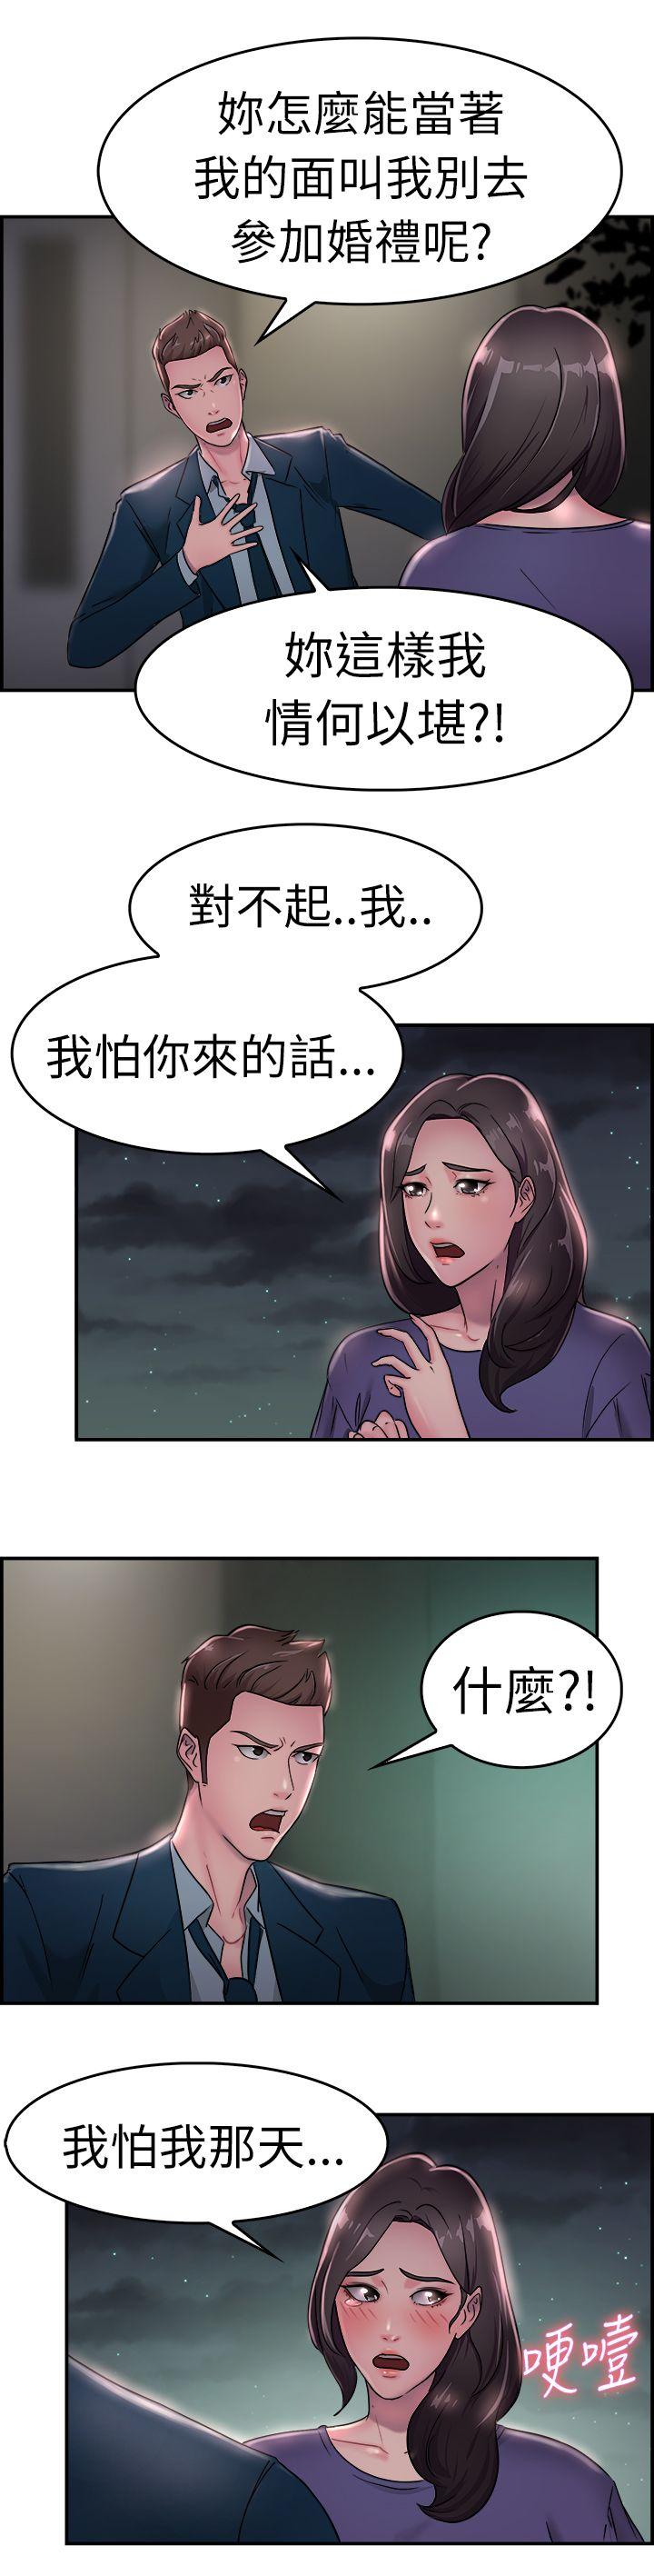 妳怎麼能當著
我的面叫我別去
參加婚禮呢?
妳這樣我
情何以堪?!
對不起..我..
我怕你來的話...
什麼?!
我怕我那天...
哽噎